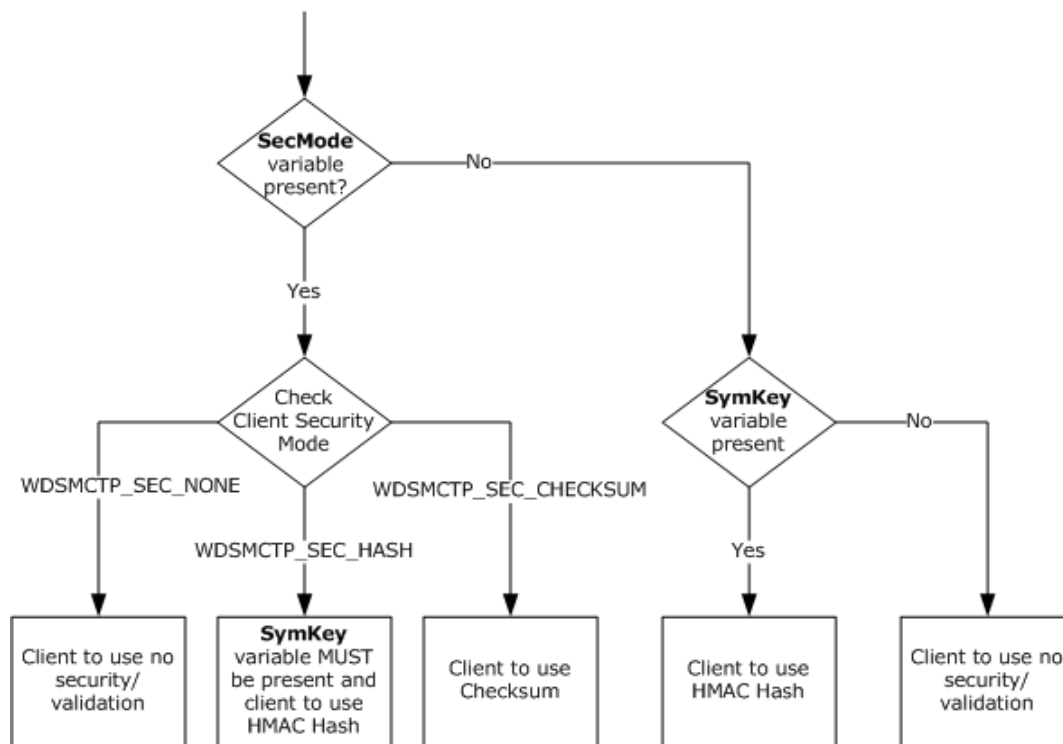 SecMode
variable
present?
No
Yes
Check
Client Security
Mode
SymKey
variable
present
No
WDSMCTP_SEC_NONE
WDSMCTP_SEC_CHECKSUM
WDSMCTP_SEC_HASH
Yes
Client to use no
security/
validation
SymKey
variable MUST
be present and
client to use
HMAC Hash
Client to use
Checksum
Client to use
HMAC Hash
Client to use no
security/
validation